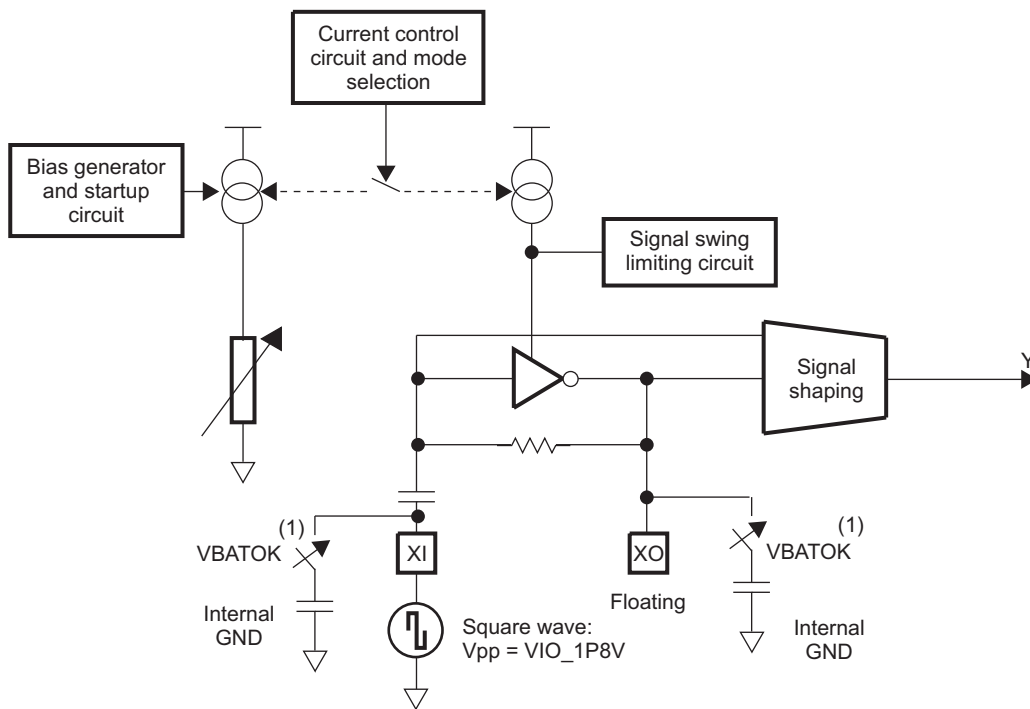 Current control
circuit and mode
selection
Bias generator
and startup
circuit
Signal swing
limiting circuit
Signal
shaping
Y
(1)
VBATOK
XI
XO
(1)
VBATOK
Floating
Internal
GND
Square wave:
Vpp = VIO_1P8V
Internal
GND